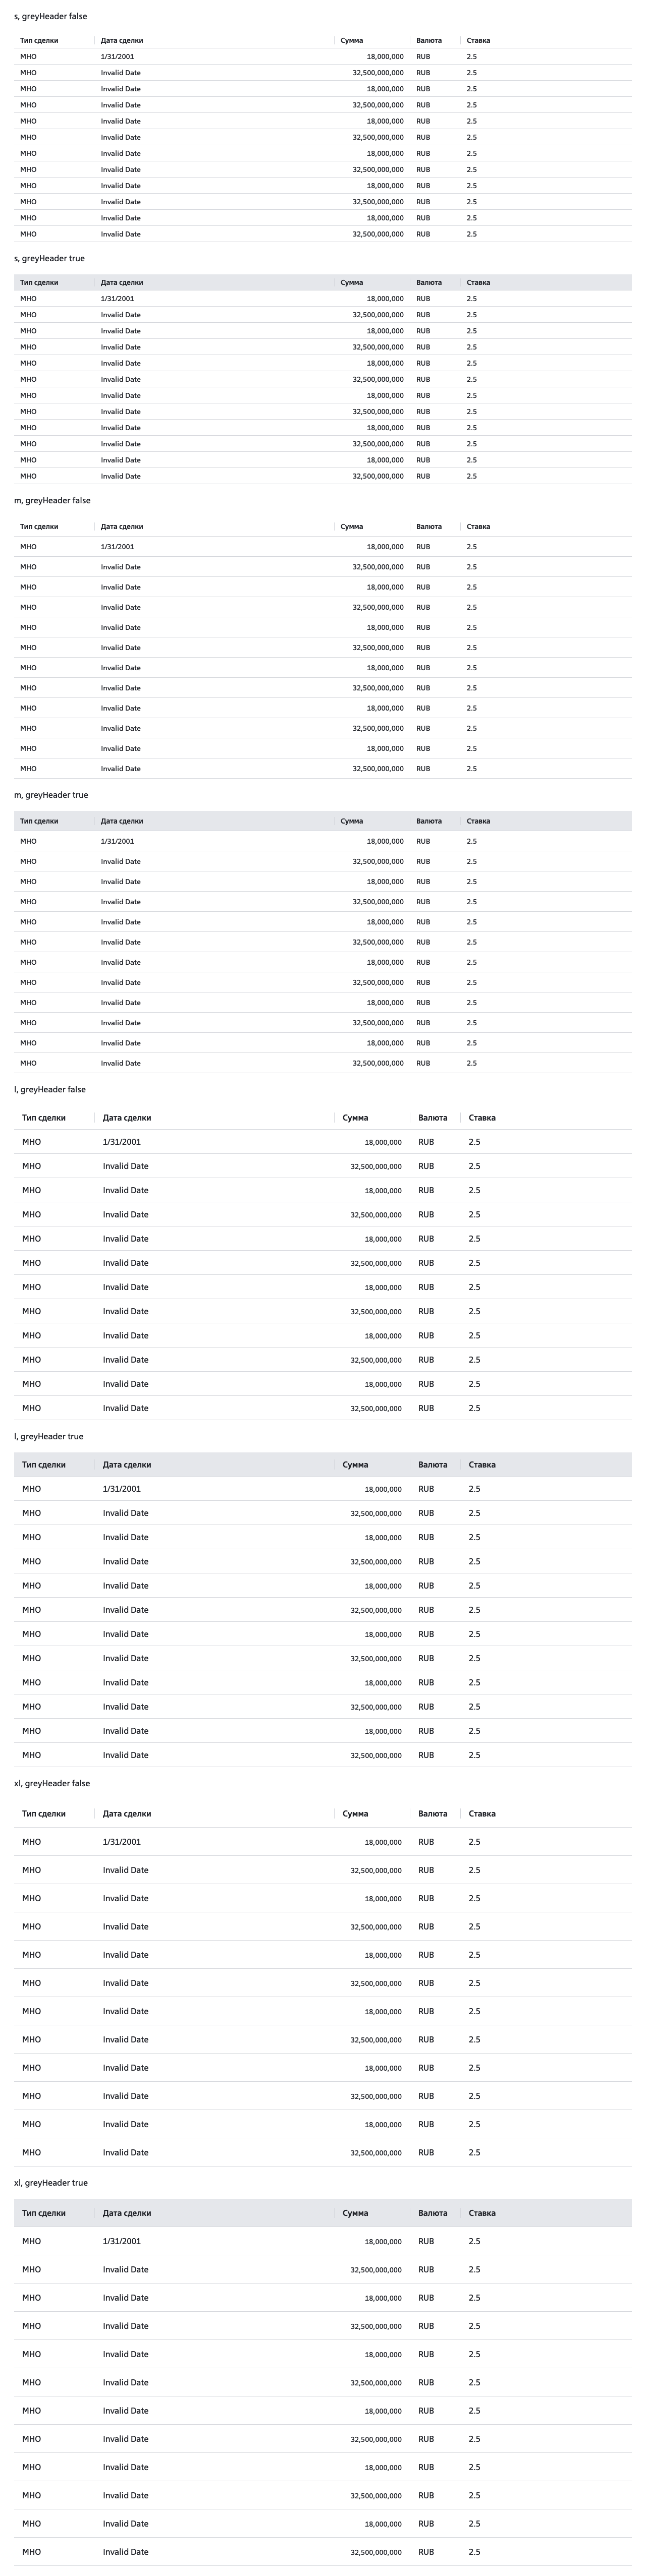 s, greyHeader false
Тип сделки Дата сделки Сумма Валюта Ставка
МНО 1/31/2001 18,000,000 RUB 2.5
МНО Invalid Date 32,500,000,000 RUB 2.5
МНО Invalid Date 18,000,000 RUB 2.5
МНО Invalid Date 32,500,000,000 RUB 2.5
МНО Invalid Date 18,000,000 RUB 2.5
МНО Invalid Date 32,500,000,000 RUB 2.5
МНО Invalid Date 18,000,000 RUB 2.5
МНО Invalid Date 32,500,000,000 RUB 2.5
МНО Invalid Date 18,000,000 RUB 2.5
МНО Invalid Date 32,500,000,000 RUB 2.5
МНО Invalid Date 18,000,000 RUB 2.5
МНО Invalid Date 32,500,000,000 RUB 2.5
s, greyHeader true
Тип сделки Дата сделки Сумма Валюта Ставка
МНО 1/31/2001 18,000,000 RUB 2.5
МНО Invalid Date 32,500,000,000 RUB 2.5
МНО Invalid Date 18,000,000 RUB 2.5
МНО Invalid Date 32,500,000,000 RUB 2.5
МНО Invalid Date 18,000,000 RUB 2.5
МНО Invalid Date 32,500,000,000 RUB 2.5
МНО Invalid Date 18,000,000 RUB 2.5
МНО Invalid Date 32,500,000,000 RUB 2.5
МНО Invalid Date 18,000,000 RUB 2.5
МНО Invalid Date 32,500,000,000 RUB 2.5
МНО Invalid Date 18,000,000 RUB 2.5
МНО Invalid Date 32,500,000,000 RUB 2.5
m, greyHeader false
Тип сделки Дата сделки Сумма Валюта Ставка
МНО 1/31/2001 18,000,000 RUB 2.5
МНО Invalid Date 32,500,000,000 RUB 2.5
МНО Invalid Date 18,000,000 RUB 2.5
МНО Invalid Date 32,500,000,000 RUB 2.5
МНО Invalid Date 18,000,000 RUB 2.5
МНО Invalid Date 32,500,000,000 RUB 2.5
МНО Invalid Date 18,000,000 RUB 2.5
МНО Invalid Date 32,500,000,000 RUB 2.5
МНО Invalid Date 18,000,000 RUB 2.5
МНО Invalid Date 32,500,000,000 RUB 2.5
МНО Invalid Date 18,000,000 RUB 2.5
МНО Invalid Date 32,500,000,000 RUB 2.5
m, greyHeader true
Тип сделки Дата сделки Сумма Валюта Ставка
МНО 1/31/2001 18,000,000 RUB 2.5
МНО Invalid Date 32,500,000,000 RUB 2.5
МНО Invalid Date 18,000,000 RUB 2.5
МНО Invalid Date 32,500,000,000 RUB 2.5
МНО Invalid Date 18,000,000 RUB 2.5
МНО Invalid Date 32,500,000,000 RUB 2.5
МНО Invalid Date 18,000,000 RUB 2.5
МНО Invalid Date 32,500,000,000 RUB 2.5
МНО Invalid Date 18,000,000 RUB 2.5
МНО Invalid Date 32,500,000,000 RUB 2.5
МНО Invalid Date 18,000,000 RUB 2.5
МНО Invalid Date 32,500,000,000 RUB 2.5
l, greyHeader false
Тип сделки Дата сделки Сумма Валюта Ставка
МНО 1/31/2001 18,000,000 RUB 2.5
МНО Invalid Date 32,500,000,000 RUB 2.5
МНО Invalid Date 18,000,000 RUB 2.5
МНО Invalid Date 32,500,000,000 RUB 2.5
МНО Invalid Date 18,000,000 RUB 2.5
МНО Invalid Date 32,500,000,000 RUB 2.5
МНО Invalid Date 18,000,000 RUB 2.5
МНО Invalid Date 32,500,000,000 RUB 2.5
МНО Invalid Date 18,000,000 RUB 2.5
МНО Invalid Date 32,500,000,000 RUB 2.5
МНО Invalid Date 18,000,000 RUB 2.5
МНО Invalid Date 32,500,000,000 RUB 2.5
l, greyHeader true
Тип сделки Дата сделки Сумма Валюта Ставка
МНО 1/31/2001 18,000,000 RUB 2.5
МНО Invalid Date 32,500,000,000 RUB 2.5
МНО Invalid Date 18,000,000 RUB 2.5
МНО Invalid Date 32,500,000,000 RUB 2.5
МНО Invalid Date 18,000,000 RUB 2.5
МНО Invalid Date 32,500,000,000 RUB 2.5
МНО Invalid Date 18,000,000 RUB 2.5
МНО Invalid Date 32,500,000,000 RUB 2.5
МНО Invalid Date 18,000,000 RUB 2.5
МНО Invalid Date 32,500,000,000 RUB 2.5
МНО Invalid Date 18,000,000 RUB 2.5
МНО Invalid Date 32,500,000,000 RUB 2.5
xl, greyHeader false
Тип сделки Дата сделки Сумма Валюта Ставка
МНО 1/31/2001 18,000,000 RUB 2.5
МНО Invalid Date 32,500,000,000 RUB 2.5
МНО Invalid Date 18,000,000 RUB 2.5
МНО Invalid Date 32,500,000,000 RUB 2.5
МНО Invalid Date 18,000,000 RUB 2.5
МНО Invalid Date 32,500,000,000 RUB 2.5
МНО Invalid Date 18,000,000 RUB 2.5
МНО Invalid Date 32,500,000,000 RUB 2.5
МНО Invalid Date 18,000,000 RUB 2.5
МНО Invalid Date 32,500,000,000 RUB 2.5
МНО Invalid Date 18,000,000 RUB 2.5
МНО Invalid Date 32,500,000,000 RUB 2.5
xl, greyHeader true
Тип сделки Дата сделки Сумма Валюта Ставка
МНО 1/31/2001 18,000,000 RUB 2.5
МНО Invalid Date 32,500,000,000 RUB 2.5
МНО Invalid Date 18,000,000 RUB 2.5
МНО Invalid Date 32,500,000,000 RUB 2.5
МНО Invalid Date 18,000,000 RUB 2.5
МНО Invalid Date 32,500,000,000 RUB 2.5
МНО Invalid Date 18,000,000 RUB 2.5
МНО Invalid Date 32,500,000,000 RUB 2.5
МНО Invalid Date 18,000,000 RUB 2.5
МНО Invalid Date 32,500,000,000 RUB 2.5
МНО Invalid Date 18,000,000 RUB 2.5
МНО Invalid Date 32,500,000,000 RUB 2.5